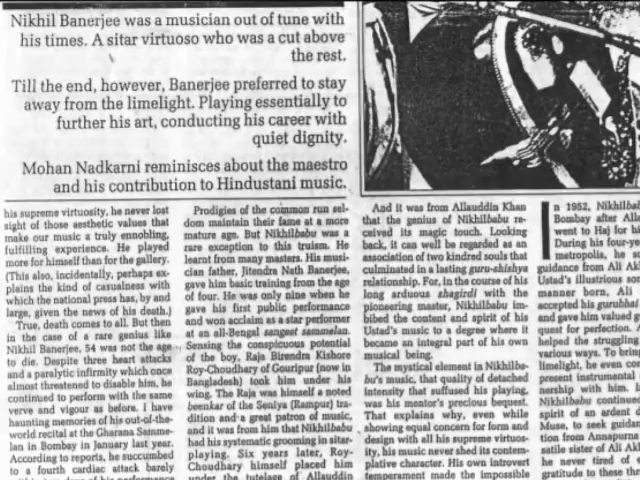 Nikhil Banerjee was a musician out of tune with
his times. A sitar virtuoso who was a cut above
the rest.
Till the end, however, Banerjee preferred to stay
away from the limelight. Playing essentially to
further his art, conducting his career with
quiet dignity.
Mohan Nadkarni reminisces about the maestro
and his contribution to Hindustani music.
his supreme virtuosity, he never lost
sight of those aesthetic values that
make our music a truly ennobling,
fulfilling experience. He played
more for himself than for the gallery.
(This also, incidentally, perhaps ex-
plains the kind of casualness with
which the national press has, by and
large, given the news of his death.)
True, death comes to all. But then
in the case of a rare genius like
Nikhil Banerjee, 54 was not the age
to die. Despite three heart attacks
and a paralytic infirmity which once
almost threatened to disable him, he
continued to perform with the same
verve and vigour as before. I have
haunting memories of his out-of-the-
world recital at the Gharana Samme-
lan in Bombay in January last year.
According to reports, he succumbed
to a fourth cardiac attack barely
Prodigies of the common run sel-
dom maintain their fame at a more
mature age. But Nikhilbabu was a
rare exception to this truism. He
learnt from many masters. His musi-
cian father, Jitendra Nath Banerjee,
gave him basic training from the age
of four. He was only nine when he
gave his first public performance
and won acclaim as a star performer
at an all-Bengal sangeet sammelan.
Sensing the conspicuous potential
of the boy, Raja Birendra Kishore
Roy-Choudhary of Gouripur (now in
Bangladesh) took him under his
wing. The Raja was himself a noted
beenkar of the Seniya (Rampur) tra-
dition and a great patron of music,
and it was from him that Nikhilbabu
had his systematic grooming in sitar-
playing. Six years later, Roy-
Choudhary himself placed him
under the tutelage of Allauddin
And it was from Allauddin Khan
that the genius of Nikhilbabu re-
ceived its magic touch. Looking
back, it can well be regarded as an
association of two kindred souls that
culminated in a lasting guru-shishya
relationship. For, in the course of his
long arduous shagirdi with the
pioneering master, Nikhilbabu im-
bibed the content and spirit of his
Ustad's music to a degree where it
became an integral part of his own
musical being.
The mystical element in Nikhilba-
bu's music, that quality of detached
intensity that suffused his playing,
was his mentor's precious bequest.
That explains why, even while
showing equal concern for form and
design with all his supreme virtuos-
ity, his music never shed its contem-
plative character. His own introvert
temperament made the impossible
In 1952, Nikhilbab
Bombay after Allau
went to Haj for hi
During his four-yea
metropolis, he so
guidance from Ali Ak
Ustad's illustrious so
manner born, Ali
accepted his gurubhai
and gave him valued g
quest for perfection. A
helped the struggling
various ways. To bring
limelight, he even con
present instrumental
nership with him.
Nikhilbabu continued
spirit of an ardent
Muse, to seek guidan
tion from Annapurna
satile sister of Ali Ak
he never tired of e
gratitude to these thr